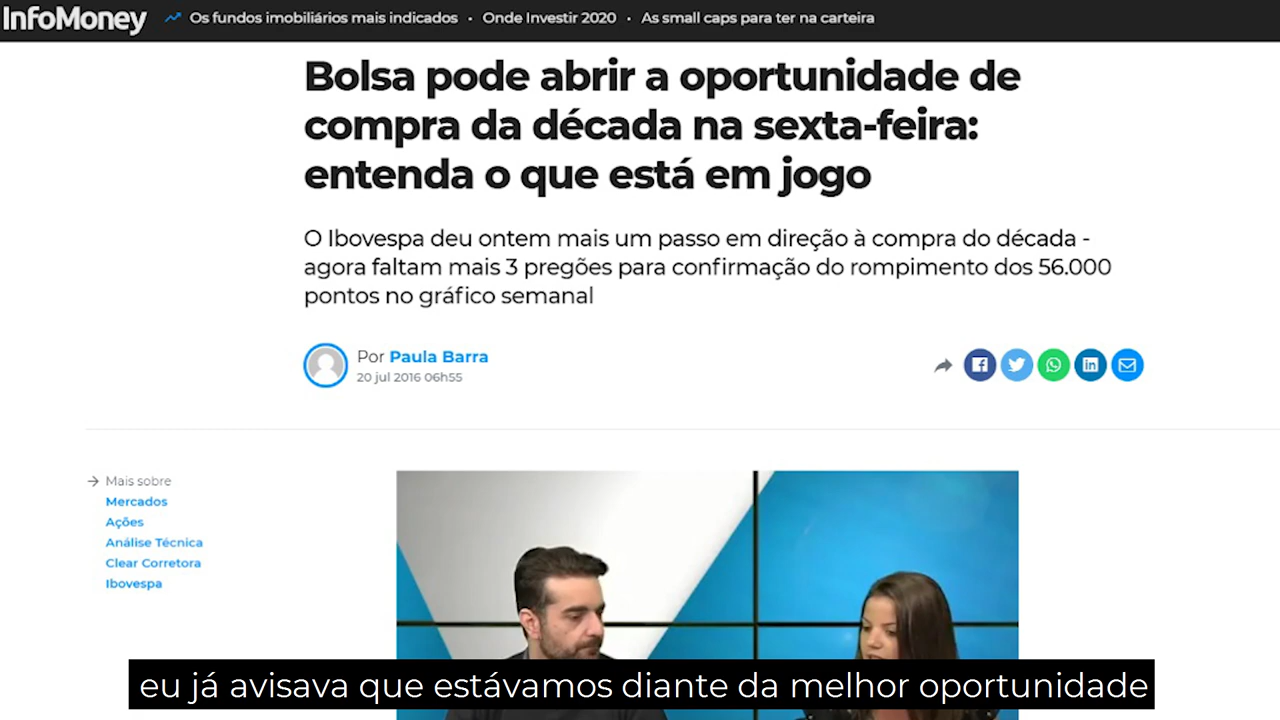 InfoMoney
Os fundos imobiliários mais indicados • Onde Investir 2020 • As small caps para ter na carteira
Bolsa pode abrir a oportunidade de
compra da década na sexta-feira:
entenda o que está em jogo
O Ibovespa deu ontem mais um passo em direção à compra do década -
agora faltam mais 3 pregões para confirmação do rompimento dos 56.000
pontos no gráfico semanal
Por Paula Barra
20 jul 2016 06h55
Mais sobre
Mercados
Ações
Análise Técnica
Clear Corretora
Ibovespa
eu já avisava que estávamos diante da melhor oportunidade